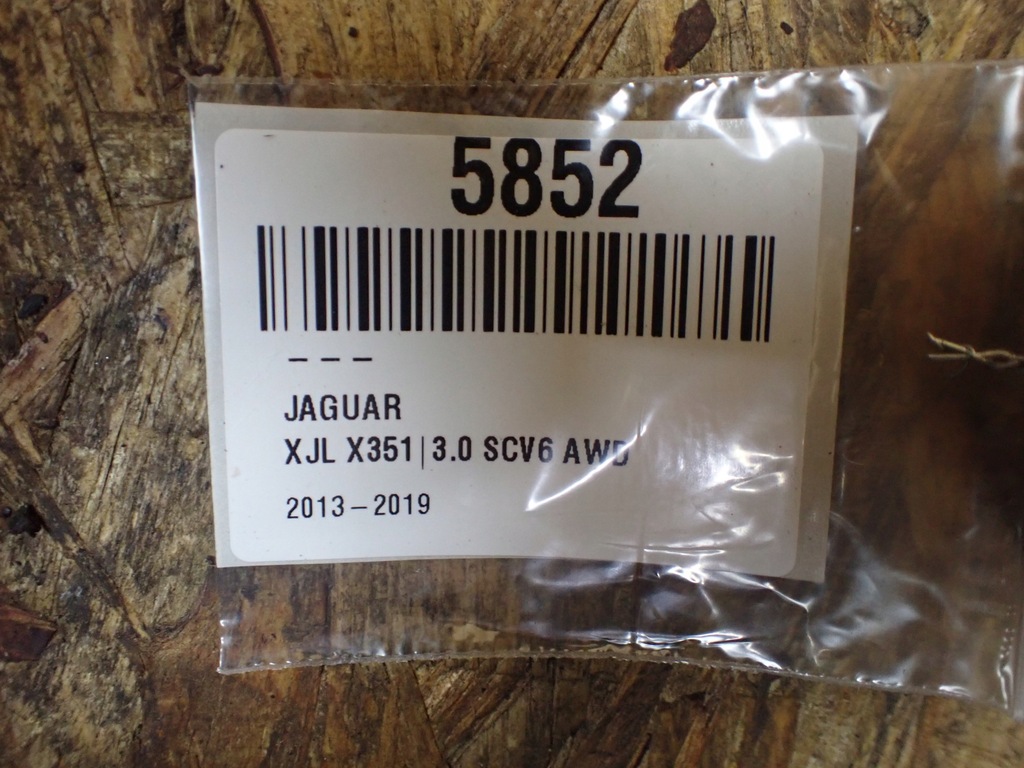 5852
– – –
JAGUAR
XJL X351|3.0 SCV6 AWD
2013–2019